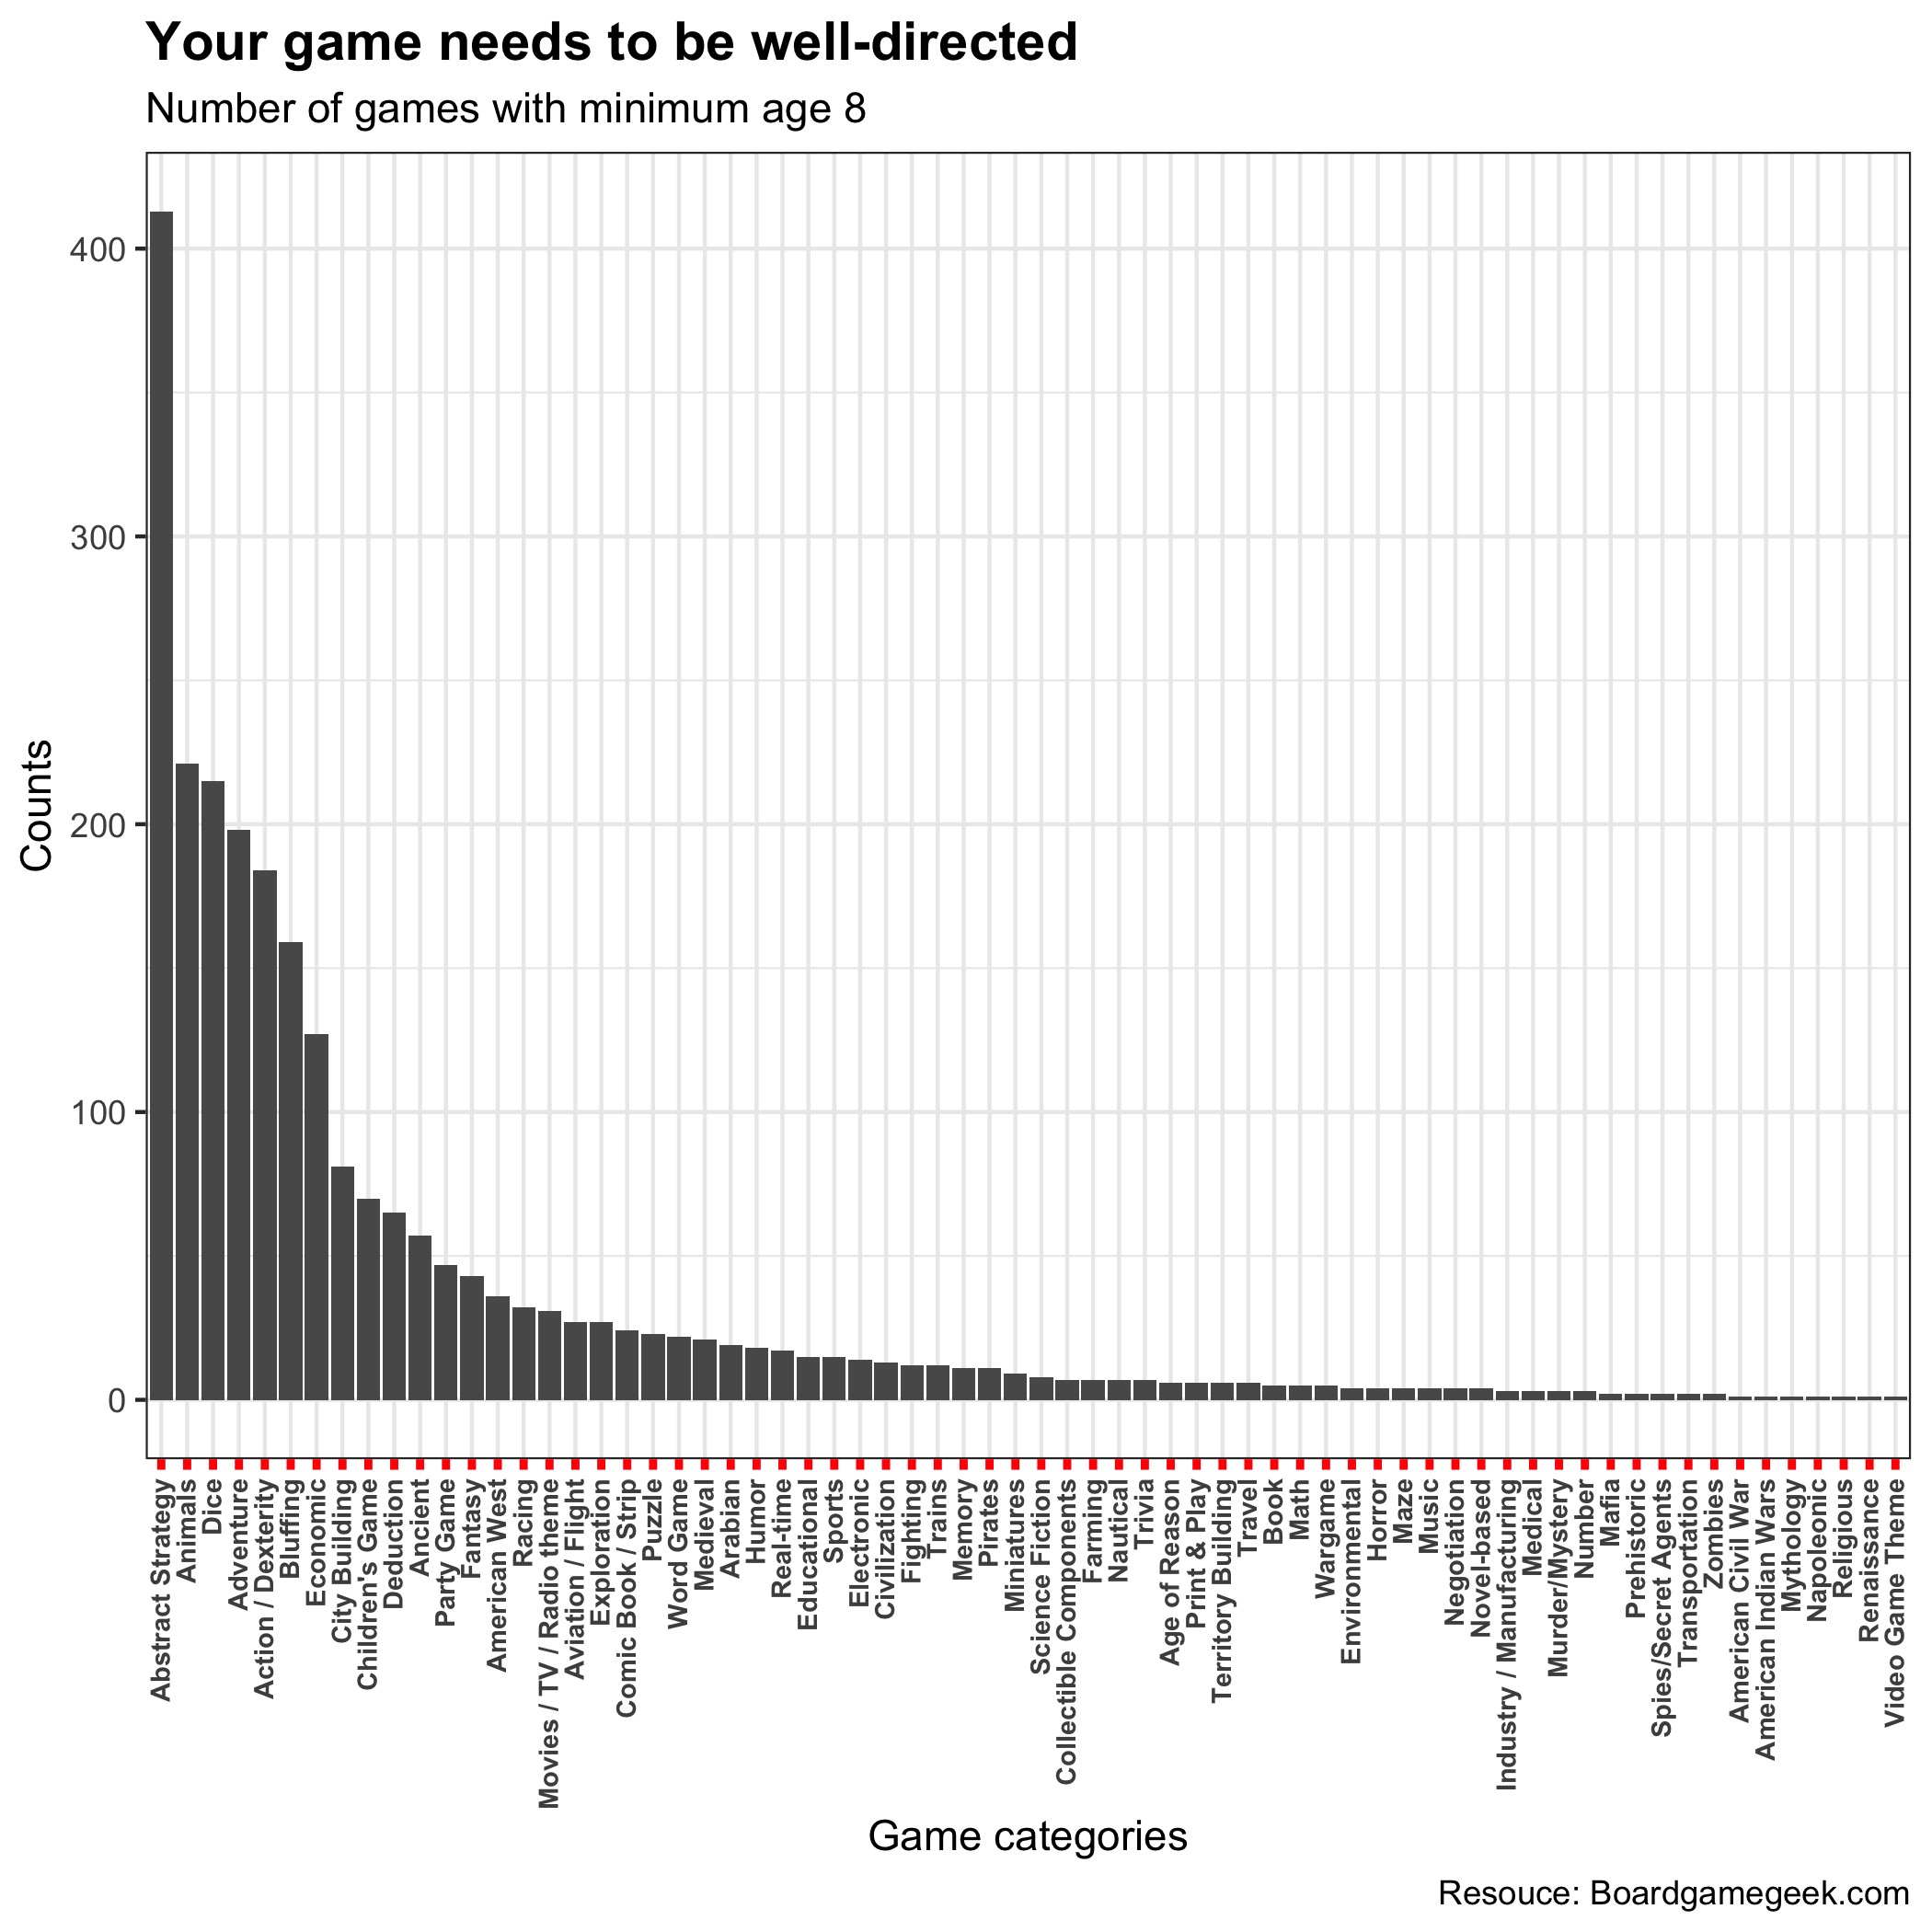 Your game needs to be well-directed
Number of games with minimum age 8
Counts
400
300
200
100
0
Abstract Strategy
Animals
Dice
Adventure
Action / Dexterity
Bluffing
Economic
City Building
Children's Game
Deduction
Ancient
Party Game
Fantasy
American West
Racing
Movies / TV / Radio theme
Aviation / Flight
Exploration
Comic Book / Strip
Puzzle
Word Game
Medieval
Arabian
Humor
Real-time
Educational
Sports
Electronic
Civilization
Fighting
Trains
Memory
Pirates
Miniatures
Science Fiction
Collectible Components
Farming
Nautical
Trivia
Age of Reason
Print & Play
Territory Building
Travel
Book
Math
Wargame
Environmental
Horror
Maze
Music
Negotiation
Novel-based
Industry / Manufacturing
Medical
Murder/Mystery
Number
Mafia
Prehistoric
Spies/Secret Agents
Transportation
Zombies
American Civil War
American Indian Wars
Mythology
Napoleonic
Religious
Renaissance
Video Game Theme
Game categories
Resouce: Boardgamegeek.com